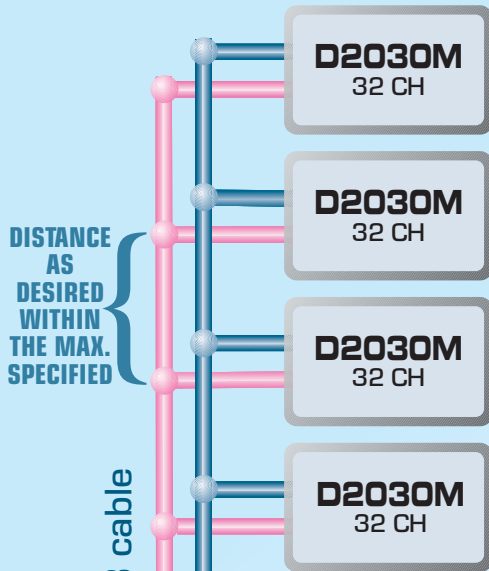 D2030M
32 CH
D2030M
32 CH
DISTANCE
AS
DESIRED
WITHIN
THE MAX.
SPECIFIED
D2030M
32 CH
D2030M
32 CH
cable